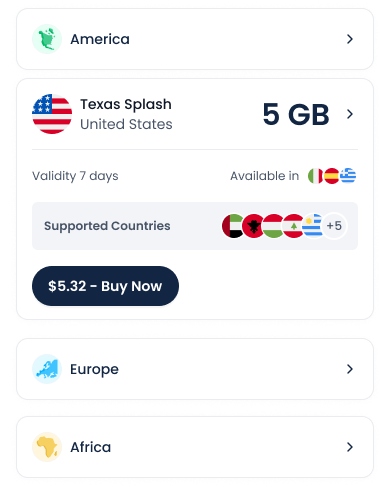 America
Texas Splash
United States
5 GB
Validity 7 days
Available in
Supported Countries
+5
$5.32 - Buy Now
Europe
Africa